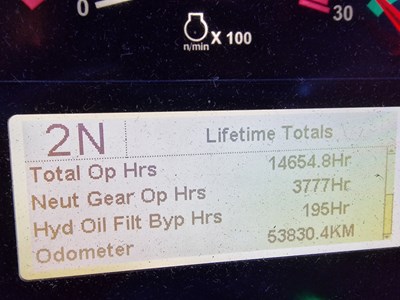 0
30
n/min
X 100
2N
Lifetime Totals
Total Op Hrs 14654.8Hr
Neut Gear Op Hrs 3777Hr
Hyd Oil Filt Byp Hrs 195Hr
Odometer 53830.4KM